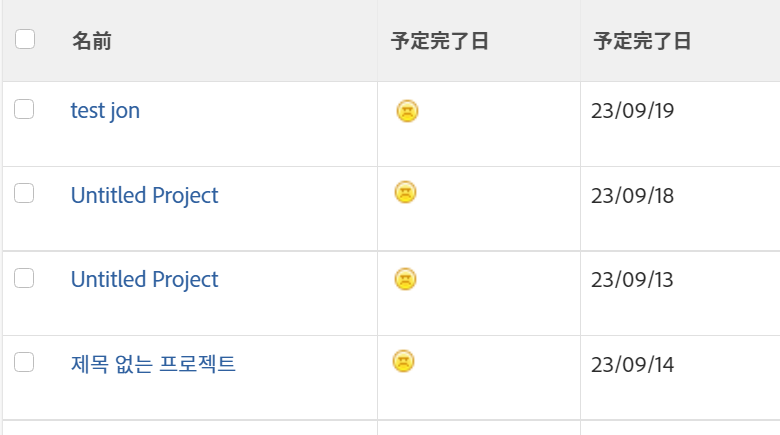 名前 予定完了日 予定完了日
test jon 23/09/19
Untitled Project 23/09/18
Untitled Project 23/09/13
제목 없는 프로젝트 23/09/14